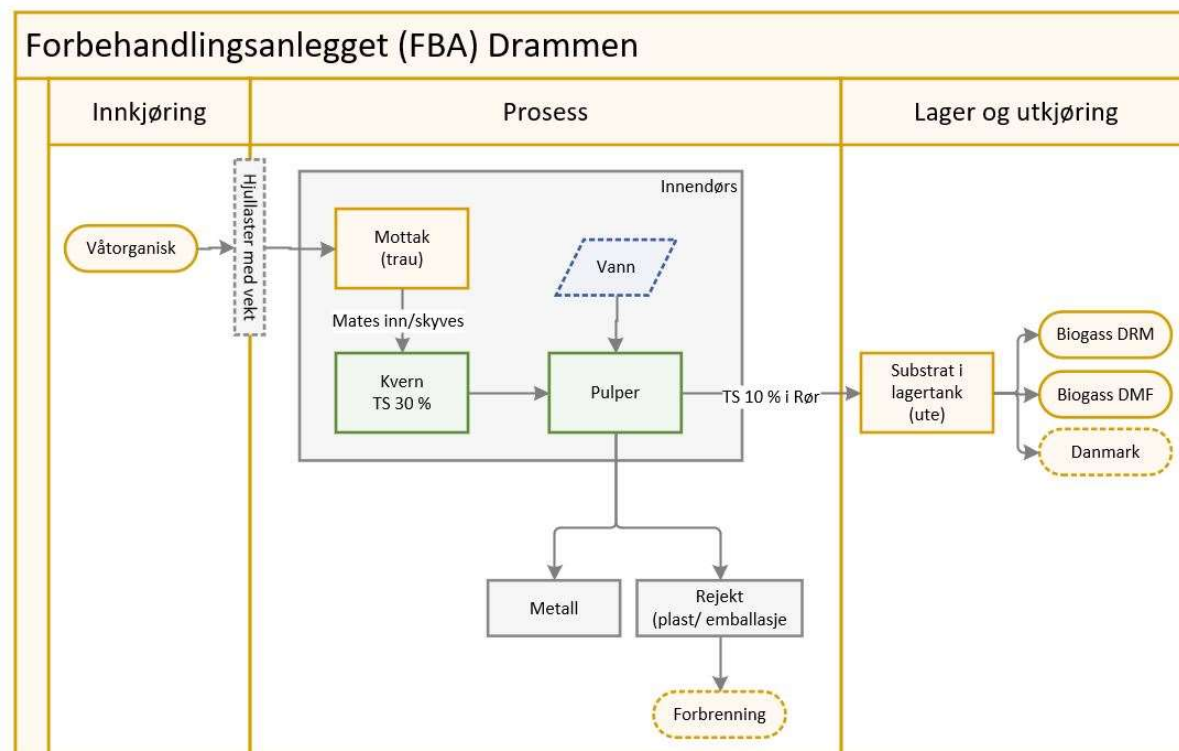 Forbehandlingsanlegget (FBA) Drammen
Innkjøring
Prosess
Lager og utkjøring
Hjullaster med vekt
Innendørs
Våtorganisk
Mottak
(trau)
Vann
Mates inn/skyves
Kvern
TS 30 %
Pulper
TS 10 % i Rør
Substrat i
lagertank
(ute)
Biogass DRM
Biogass DMF
Danmark
Metall
Rejekt
(plast/ emballasje
Forbrenning